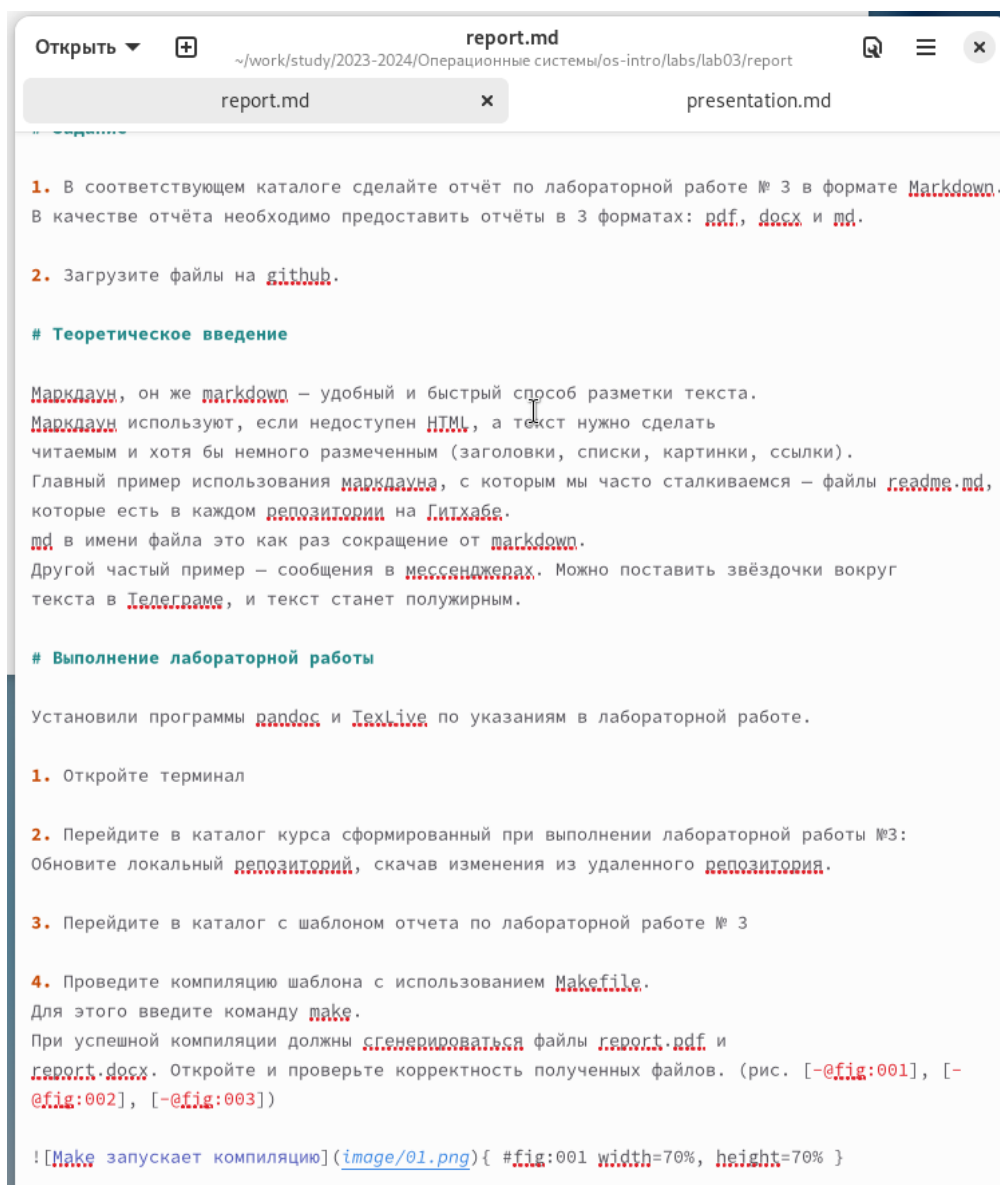 Открыть
report.md
~/work/study/2023-2024/Операционные системы/os-intro/labs/lab03/report
report.md
presentation.md
# Задание
1. В соответствующем каталоге сделайте отчёт по лабораторной работе № 3 в формате Markdown.
В качестве отчёта необходимо предоставить отчёты в 3 форматах: pdf, docx и md.
2. Загрузите файлы на github.
# Теоретическое введение
Маркдаун, он же markdown — удобный и быстрый способ разметки текста.
Маркдаун используют, если недоступен HTML, а текст нужно сделать
читаемым и хотя бы немного размеченным (заголовки, списки, картинки, ссылки).
Главный пример использования маркдауна, с которым мы часто сталкиваемся — файлы readme.md,
которые есть в каждом репозитории на Гитхабе.
md в имени файла это как раз сокращение от markdown.
Другой частый пример — сообщения в мессенджерах. Можно поставить звёздочки вокруг
текста в Телеграме, и текст станет полужирным.
# Выполнение лабораторной работы
Установили программы pandoc и TexLive по указаниям в лабораторной работе.
1. Откройте терминал
2. Перейдите в каталог курса сформированный при выполнении лабораторной работы №3:
Обновите локальный репозиторий, скачав изменения из удаленного репозитория.
3. Перейдите в каталог с шаблоном отчета по лабораторной работе № 3
4. Проведите компиляцию шаблона с использованием Makefile.
Для этого введите команду make.
При успешной компиляции должны сгенерироваться файлы report.pdf и
report.docx. Откройте и проверьте корректность полученных файлов. (рис. [-@fig:001], [-
@fig:002], [-@fig:003])
![Make запускает компиляцию](image/01.png){ #fig:001 width=70%, height=70% }